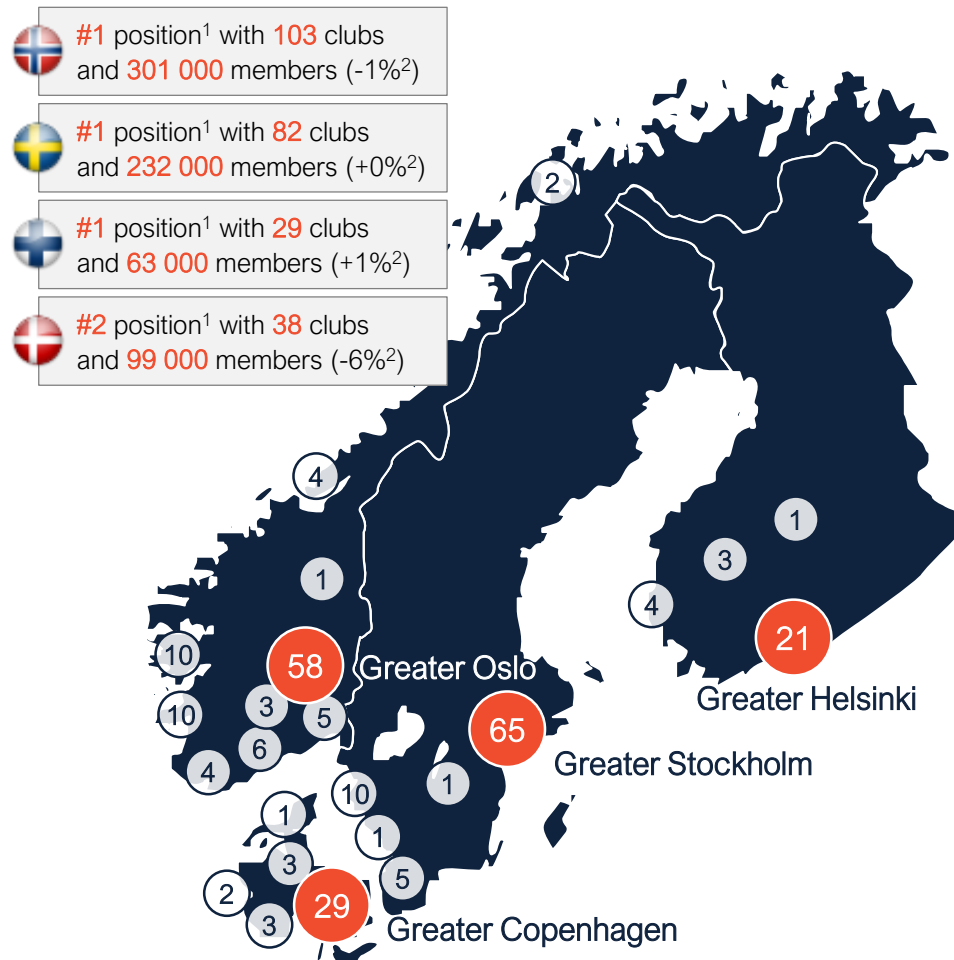 #1 position¹ with 103 clubs
and 301 000 members (-1%²)
#1 position¹ with 82 clubs
and 232 000 members (+0%²)
#1 position¹ with 29 clubs
and 63 000 members (+1%²)
#2 position¹ with 38 clubs
and 99 000 members (-6%²)
2
4
1
1
3
4
10
58
Greater Oslo
21
Greater Helsinki
3
5
10
65
6
4
Greater Stockholm
1
10
1
1
3
5
2
29
3
Greater Copenhagen